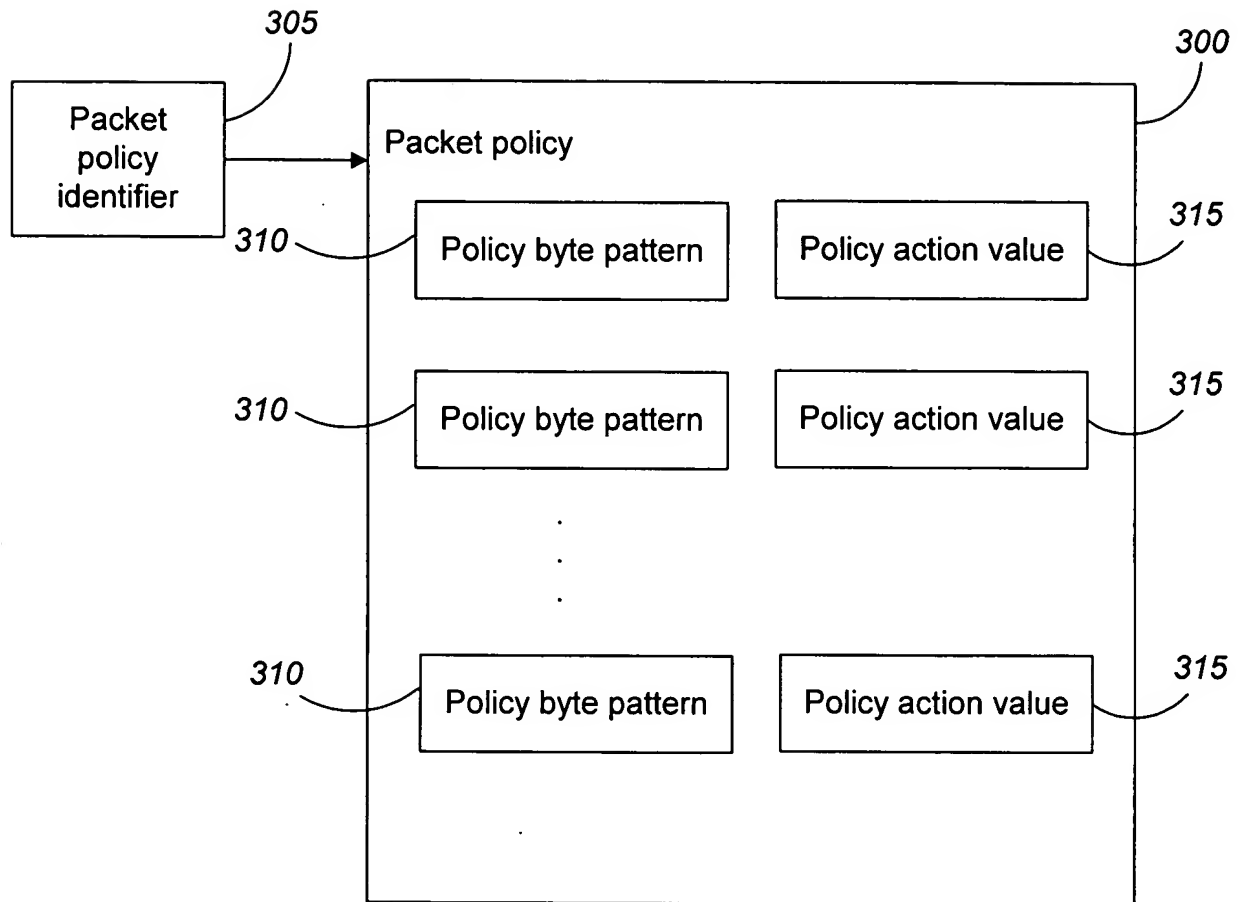 305
300
Packet
policy
identifier
Packet policy
310
Policy byte pattern
Policy action value
315
310
Policy byte pattern
Policy action value
315
.
.
.
310
Policy byte pattern
Policy action value
315